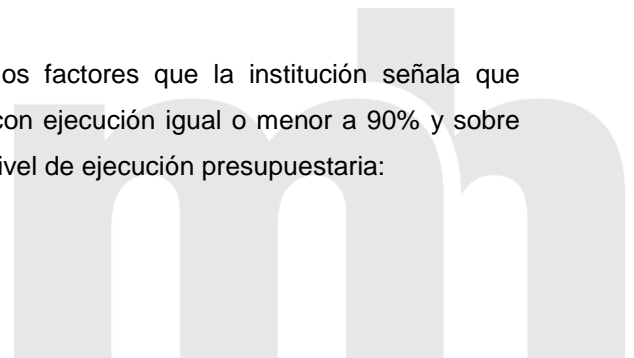 os factores que la institución señala que
con ejecución igual o menor a 90% y sobre
ivel de ejecución presupuestaria: